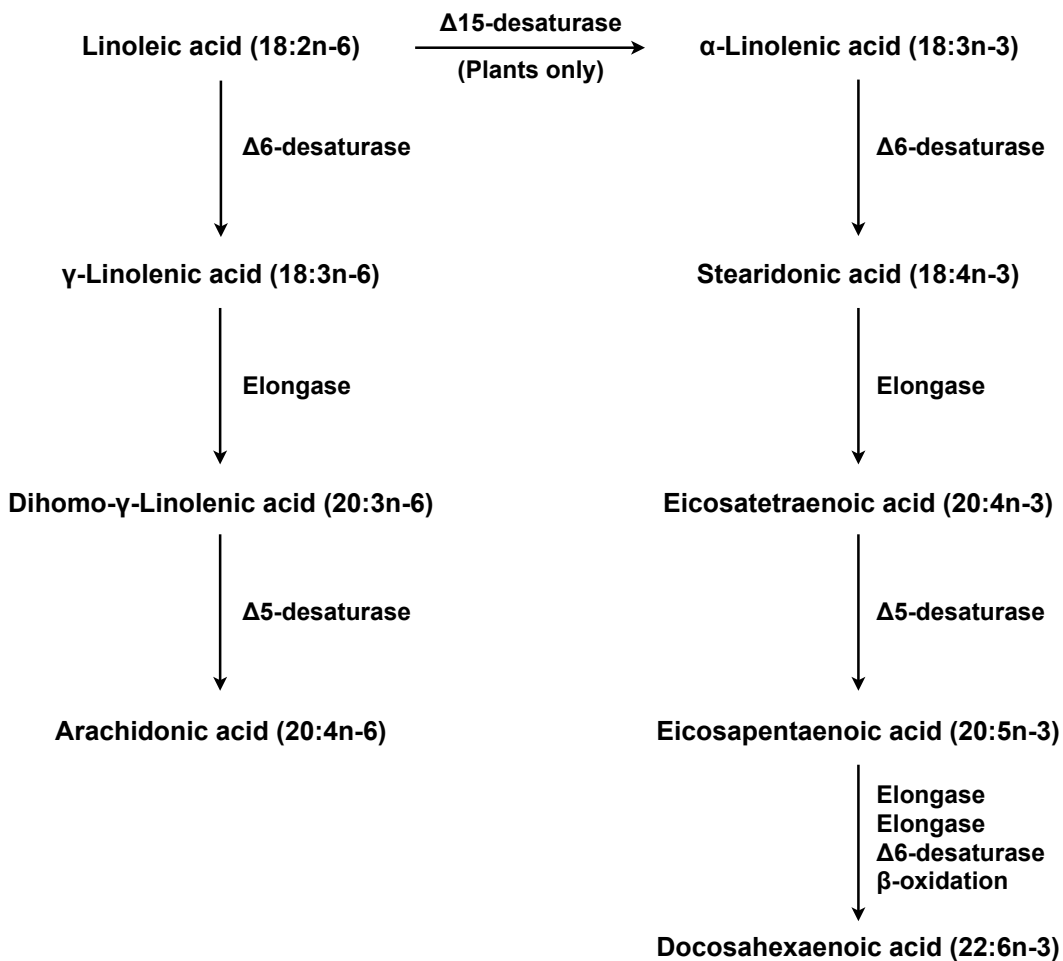 Linoleic acid (18:2n-6)
Δ15-desaturase
(Plants only)
α-Linolenic acid (18:3n-3)
Δ6-desaturase
Δ6-desaturase
γ-Linolenic acid (18:3n-6)
Stearidonic acid (18:4n-3)
Elongase
Elongase
Dihomo-γ-Linolenic acid (20:3n-6)
Eicosatetraenoic acid (20:4n-3)
Δ5-desaturase
Δ5-desaturase
Arachidonic acid (20:4n-6)
Eicosapentaenoic acid (20:5n-3)
Elongase
Elongase
Δ6-desaturase
β-oxidation
Docosahexaenoic acid (22:6n-3)